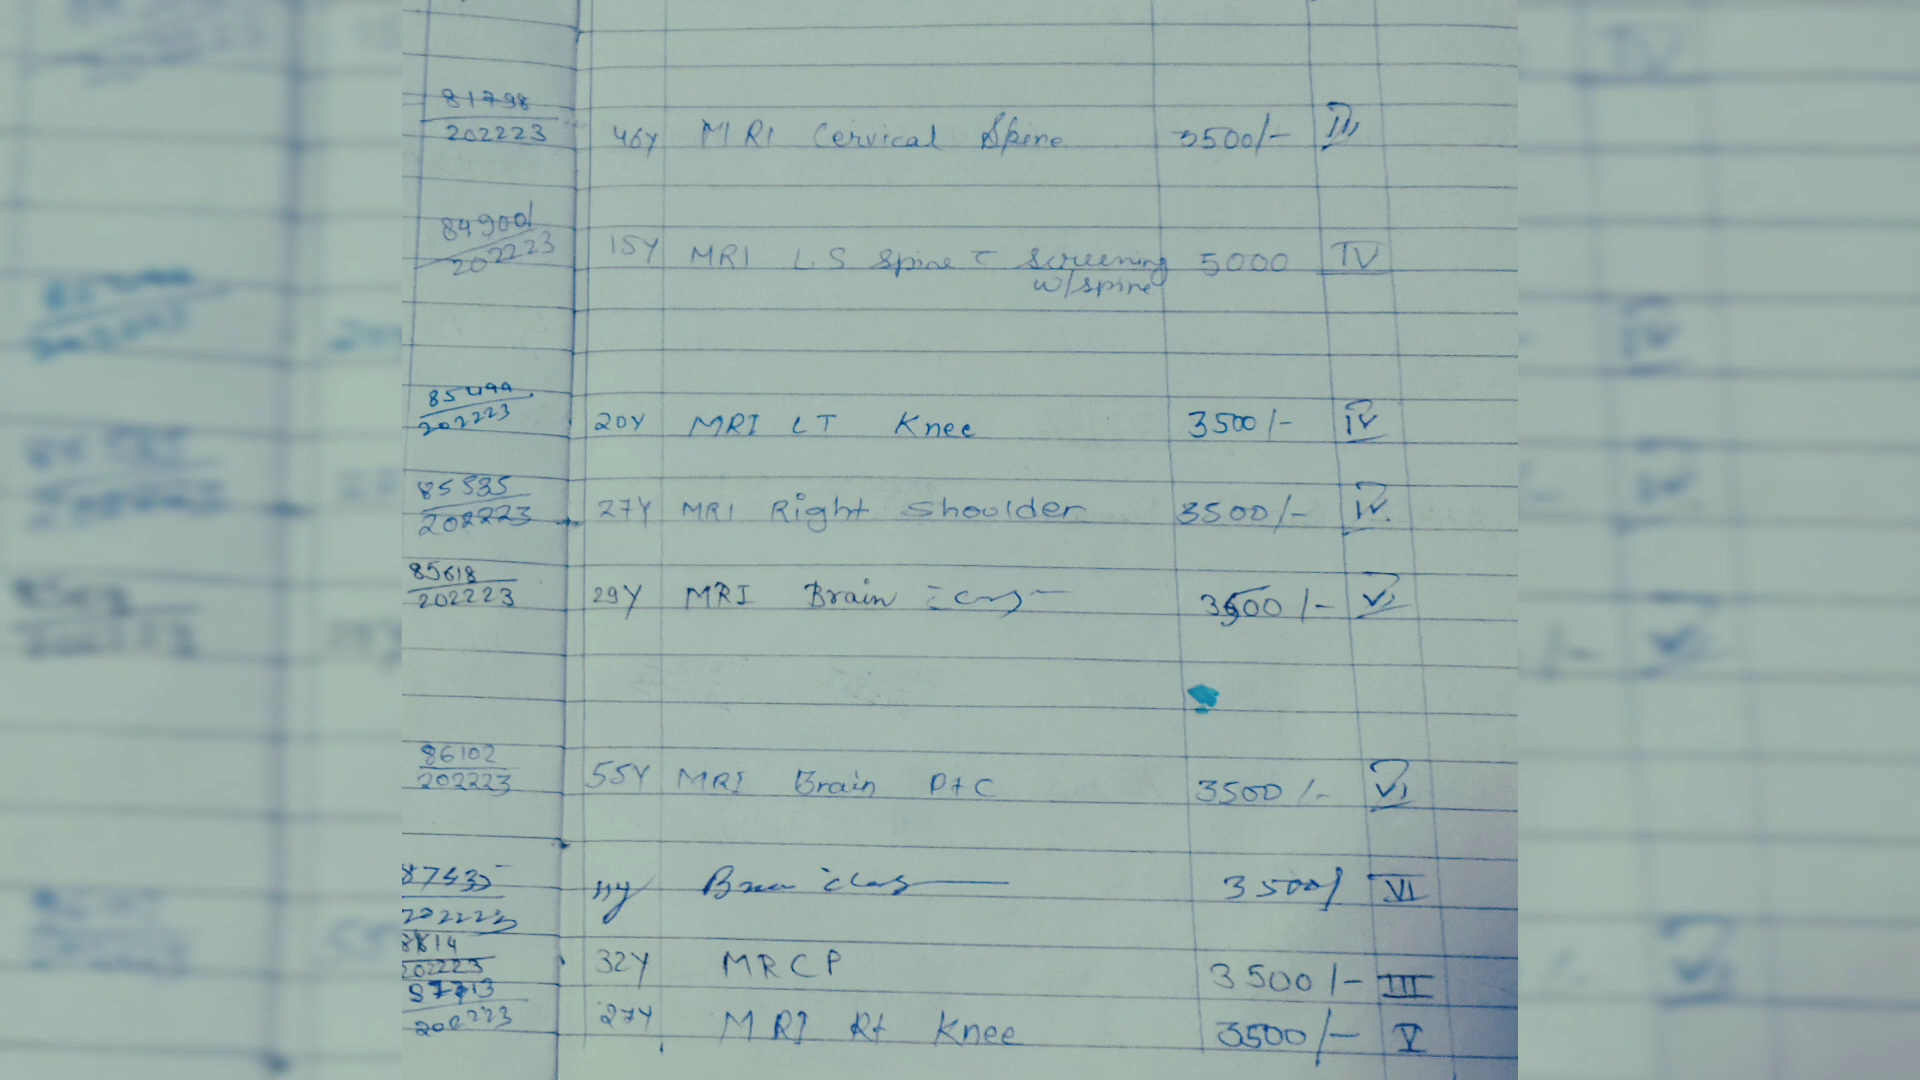 81798
202223 46Y MRI Cervical Spine 3500/- III
84900
202223 15Y MRI L.S Spine c screening 5000 IV
w/spine
85499
202223 20Y MRI LT Knee 3500/- IV
85535
202223 27Y MRI Right Shoulder 3500/- IV
85618
202223 29Y MRI Brain 3500/- VI
86102
202223 55Y MRI Brain P+C 3500/- VI
87435
202223 3500/ VI
202223 32Y MRCP 3500/- III
87713
202223 27Y MRI Rt Knee 3500/- V